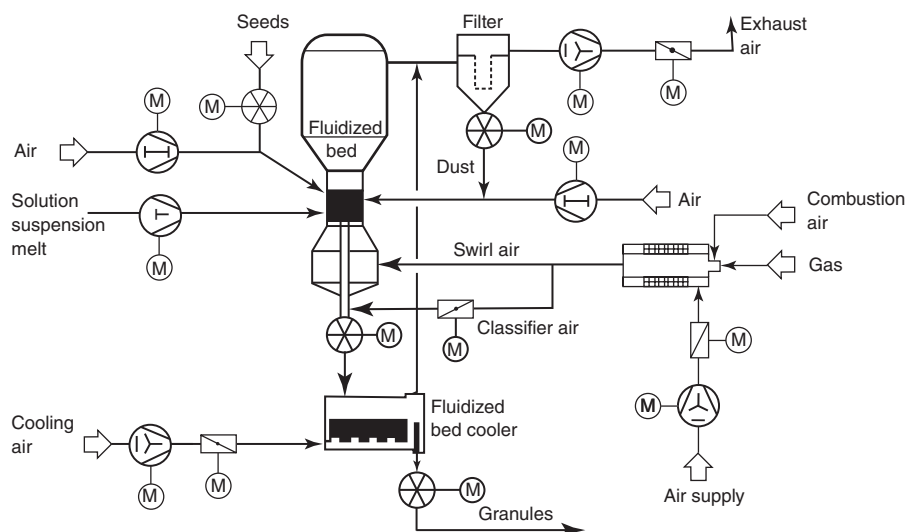 Seeds
Filter
Exhaust
air
M
M
M
M
Fluidized
bed
M
Air
Dust
M
Solution
suspension
melt
M
Air
Combustion
air
Swirl air
Gas
Classifier air
M
M
M
M
Cooling
air
Fluidized
bed cooler
M
M
M
Granules
Air supply